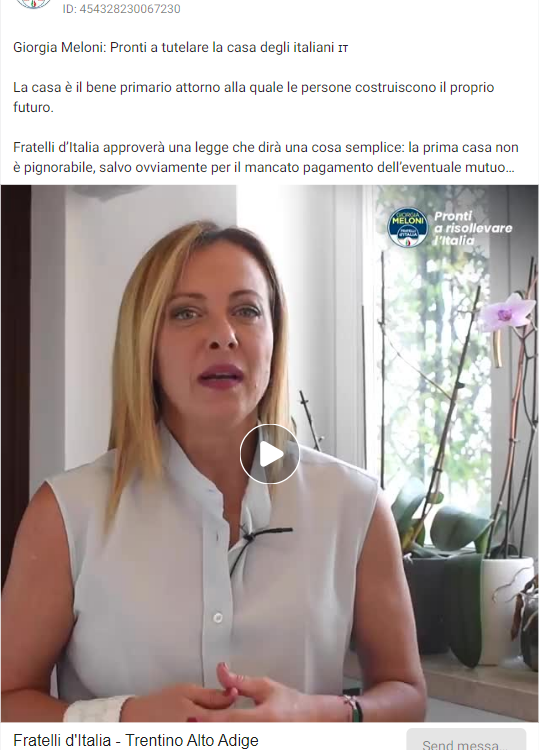 ID: 454328230067230
Giorgia Meloni: Pronti a tutelare la casa degli italiani IT
La casa è il bene primario attorno alla quale le persone costruiscono il proprio
futuro.
Fratelli d’Italia approverà una legge che dirà una cosa semplice: la prima casa non
è pignorabile, salvo ovviamente per il mancato pagamento dell’eventuale mutuo...
GIORGIA
MELONI
FRATELLI
D'ITALIA
Pronti
a risollevare
l'Italia
Fratelli d'Italia - Trentino Alto Adige
Send messa...